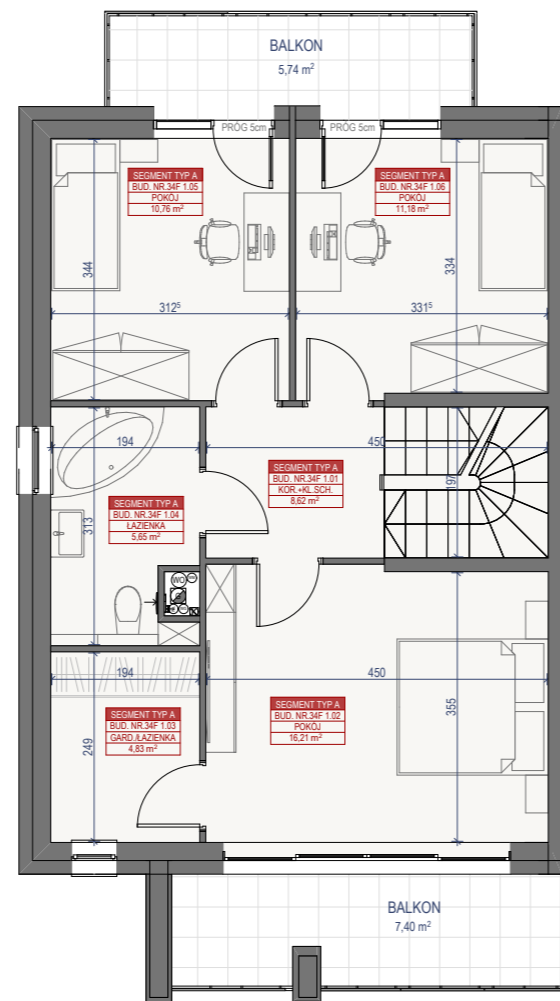 BALKON
5,74 m²
PRÓG 5cm
PRÓG 5cm
SEGMENT TYP A
BUD. NR.34F 1.05
POKÓJ
10,76 m²
SEGMENT TYP A
BUD. NR.34F 1.06
POKÓJ
11,18 m²
344
334
312⁵
331⁵
194
450
SEGMENT TYP A
BUD. NR.34F 1.01
KOR.+KL.SCH.
8,62 m²
197
SEGMENT TYP A
BUD. NR.34F 1.04
ŁAZIENKA
5,65 m²
313
WO
194
450
SEGMENT TYP A
BUD. NR.34F 1.03
GARD./ŁAZIENKA
4,83 m²
SEGMENT TYP A
BUD. NR.34F 1.02
POKÓJ
16,21 m²
249
355
BALKON
7,40 m²